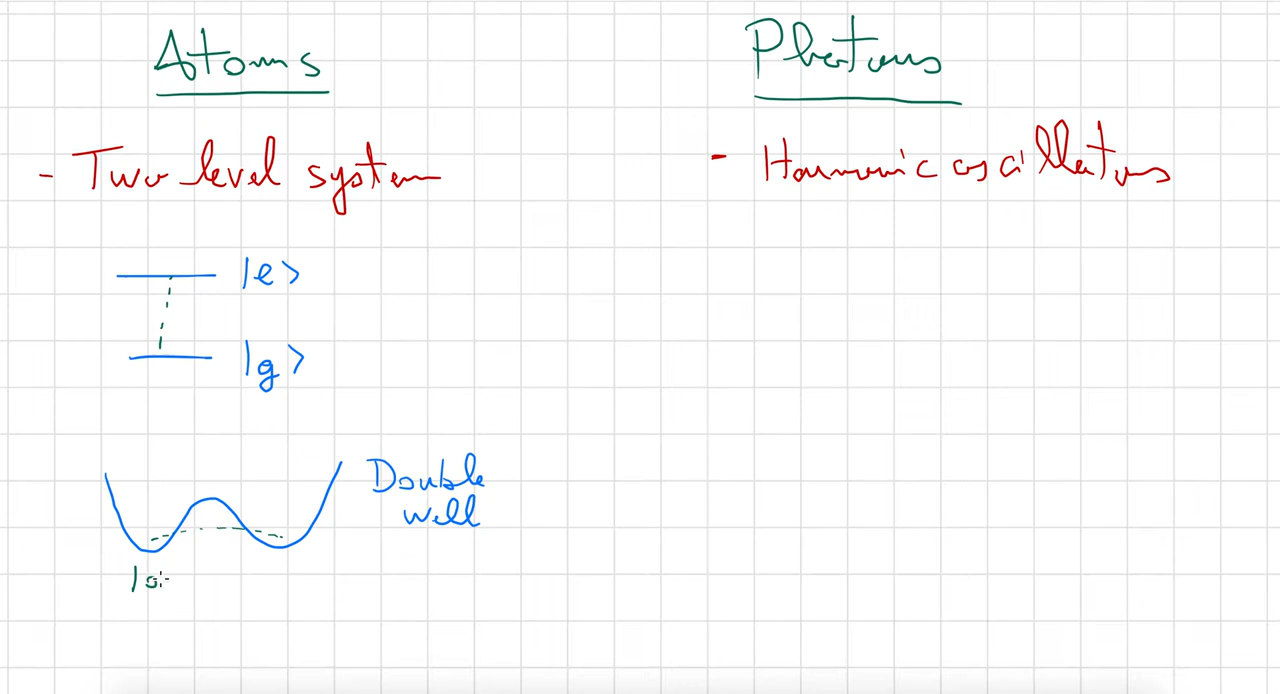 Atoms
Photons
- Two level system
- Harmonic oscillators
|e>
|g>
Double
well